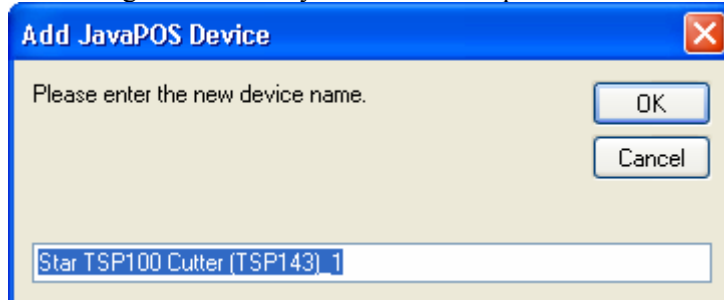 Add JavaPOS Device
Please enter the new device name.
OK
Cancel
Star TSP100 Cutter (TSP143)_1